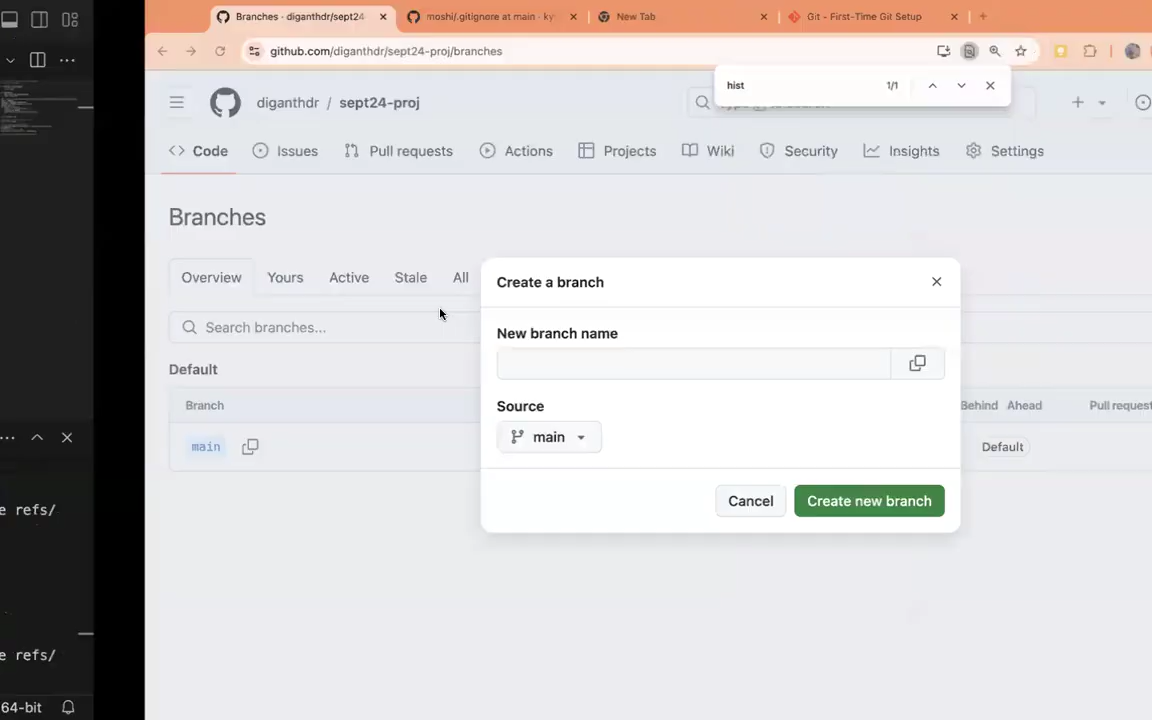 Branches · diganthdr/sept24
moshi/.gitignore at main · ky
New Tab
Git - First-Time Git Setup
github.com/diganthdr/sept24-proj/branches
hist
1/1
diganthdr / sept24-proj
Code
Issues
Pull requests
Actions
Projects
Wiki
Security
Insights
Settings
Branches
Overview
Yours
Active
Stale
All
Search branches...
Default
Branch
Behind
Ahead
Pull request
main
Default
Create a branch
New branch name
Source
main
Cancel
Create new branch
e refs/
e refs/
64-bit